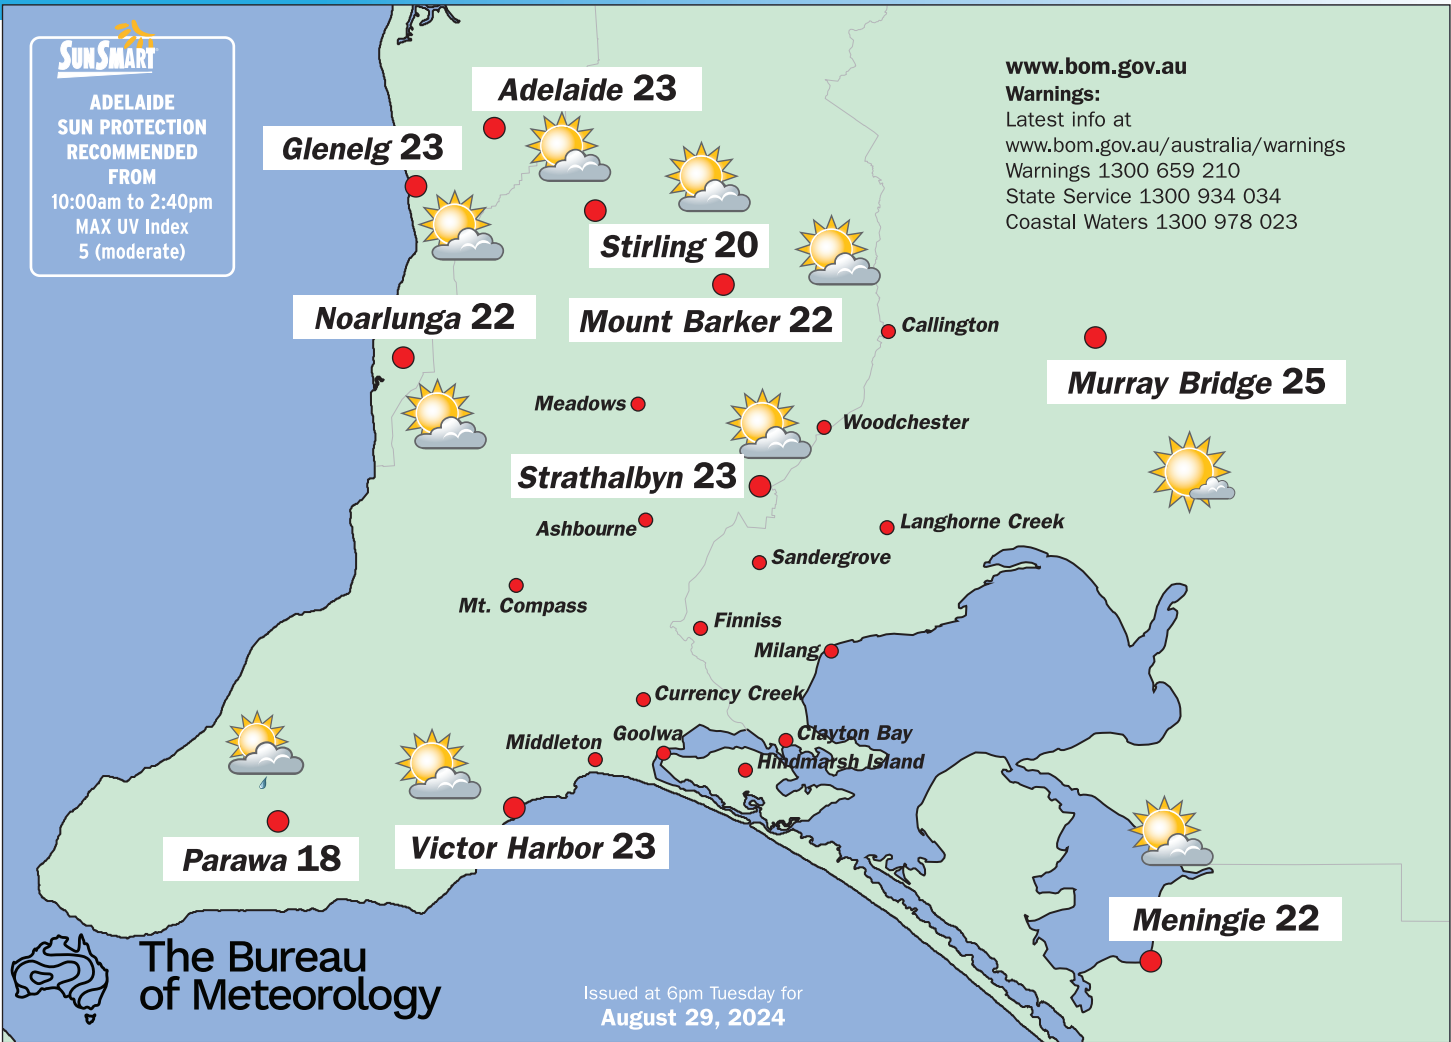 SUNSMART
ADELAIDE
SUN PROTECTION
RECOMMENDED
FROM
10:00am to 2:40pm
MAX UV Index
5 (moderate)
www.bom.gov.au
Warnings:
Latest info at
www.bom.gov.au/australia/warnings
Warnings 1300 659 210
State Service 1300 934 034
Coastal Waters 1300 978 023
Adelaide 23
Glenelg 23
Stirling 20
Noarlunga 22
Mount Barker 22
Callington
Murray Bridge 25
Meadows
Woodchester
Strathalbyn 23
Ashbourne
Langhorne Creek
Sandergrove
Mt. Compass
Finniss
Milang
Currency Creek
Middleton
Goolwa
Clayton Bay
Hindmarsh Island
Parawa 18
Victor Harbor 23
Meningie 22
The Bureau
of Meteorology
Issued at 6pm Tuesday for
August 29, 2024